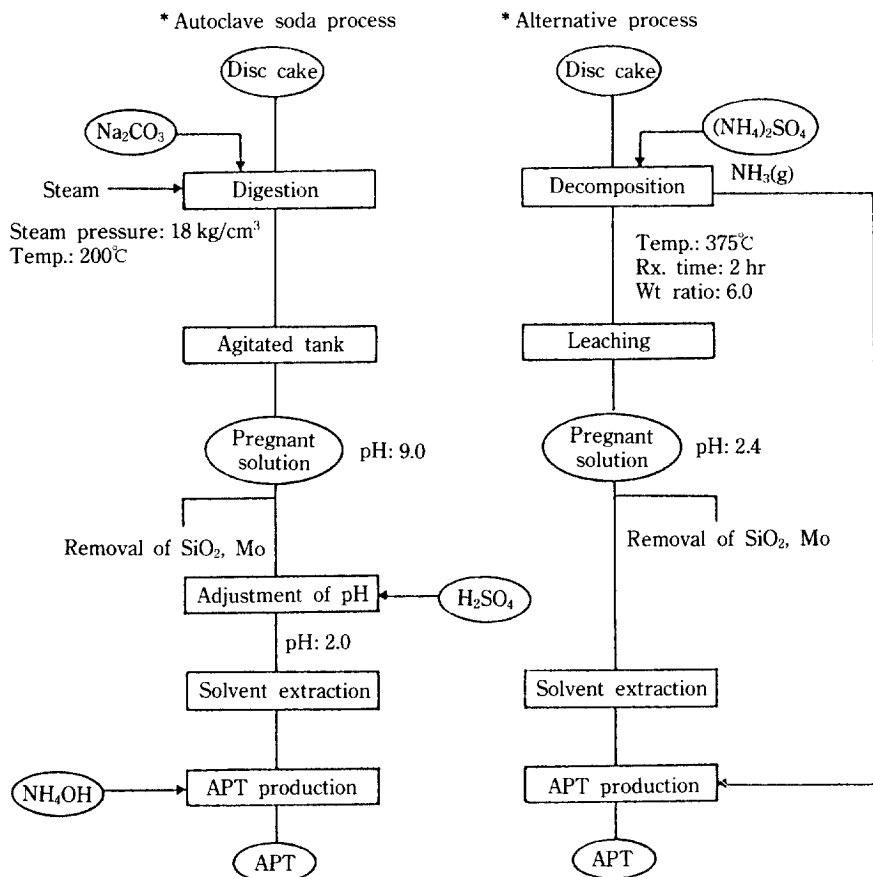 * Autoclave soda process
Disc cake
Na₂CO₃
Steam
Digestion
Steam pressure: 18 kg/cm³
Temp.: 200℃
Agitated tank
Pregnant
solution
pH: 9.0
Removal of SiO₂, Mo
Adjustment of pH
H₂SO₄
pH: 2.0
Solvent extraction
NH₄OH
APT production
APT
* Alternative process
Disc cake
(NH₄)₂SO₄
Decomposition
NH₃(g)
Temp.: 375℃
Rx. time: 2 hr
Wt ratio: 6.0
Leaching
Pregnant
solution
pH: 2.4
Removal of SiO₂, Mo
Solvent extraction
APT production
APT